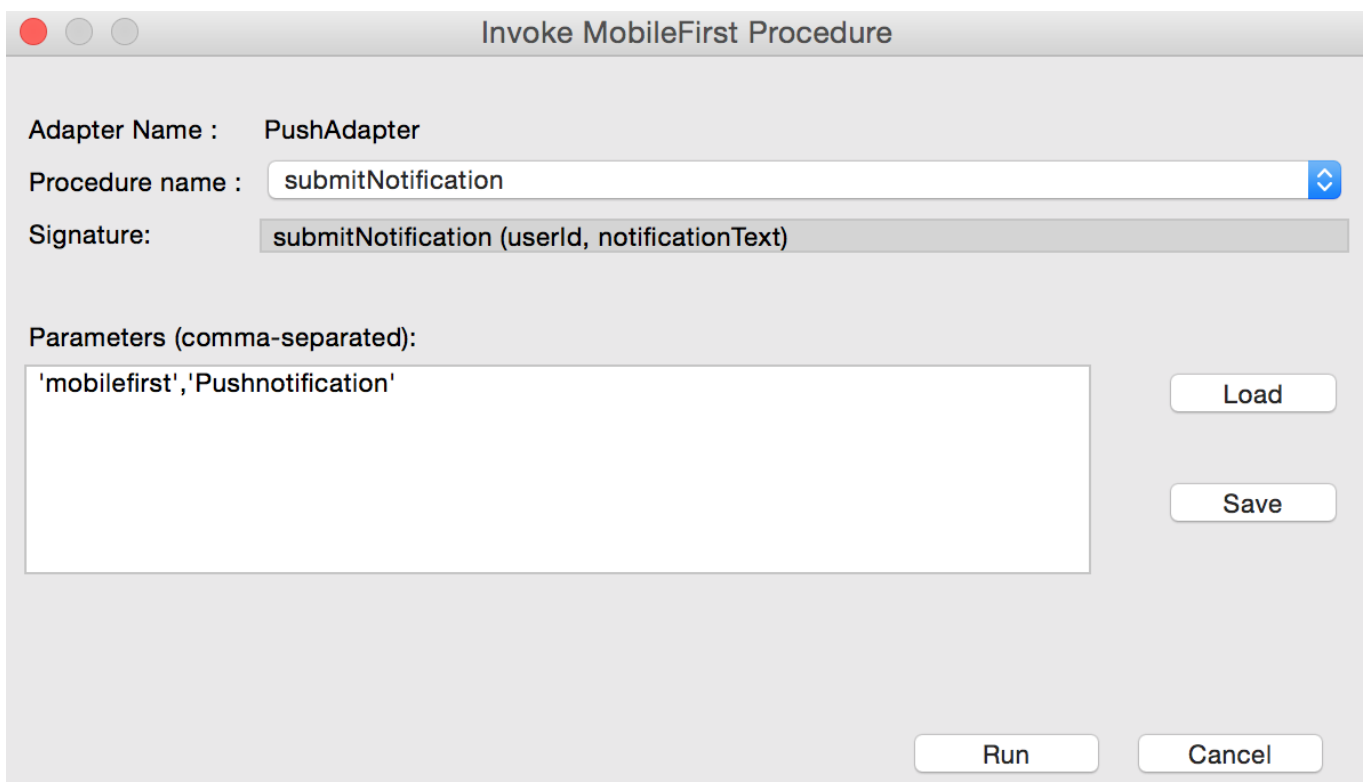 Invoke MobileFirst Procedure
Adapter Name : PushAdapter
Procedure name : submitNotification
Signature: submitNotification (userId, notificationText)
Parameters (comma-separated):
'mobilefirst','Pushnotification'
Load
Save
Run Cancel